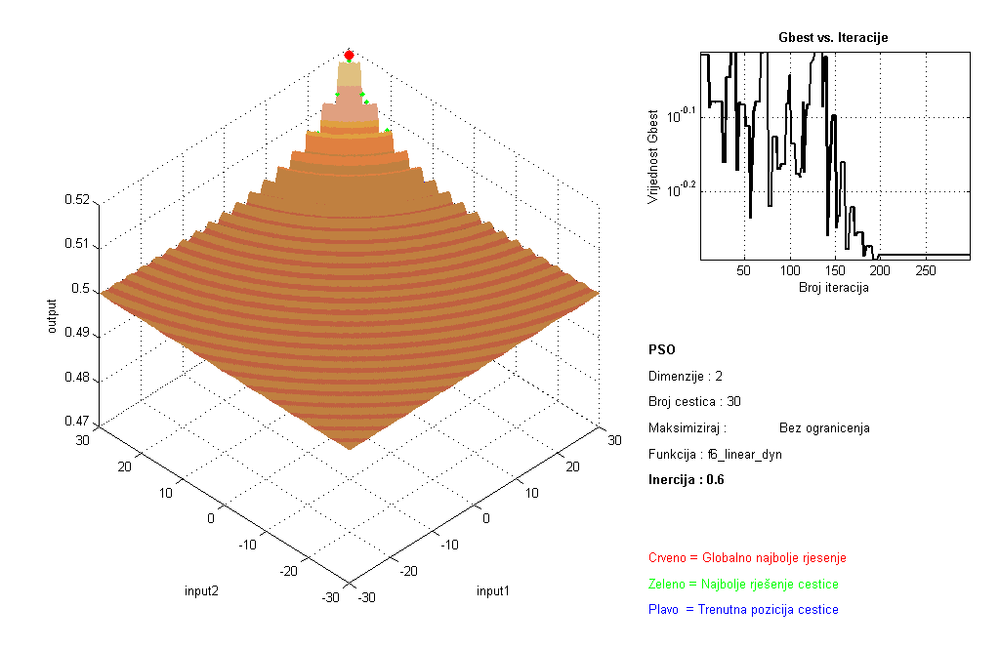 Gbest vs. Iteracije
Vrijednost Gbest
10^-0.1
10^-0.2
50 100 150 200 250
Broj iteracija
output
0.52
0.51
0.5
0.49
0.48
0.47
30
20
10
0
-10
-20
-30
input2
30
20
10
0
-10
-20
-30
input1
PSO
Dimenzije : 2
Broj cestica : 30
Maksimiziraj : Bez ogranicenja
Funkcija : f6_linear_dyn
Inercija : 0.6
Crveno = Globalno najbolje rjesenje
Zeleno = Najbolje rješenje cestice
Plavo = Trenutna pozicija cestice